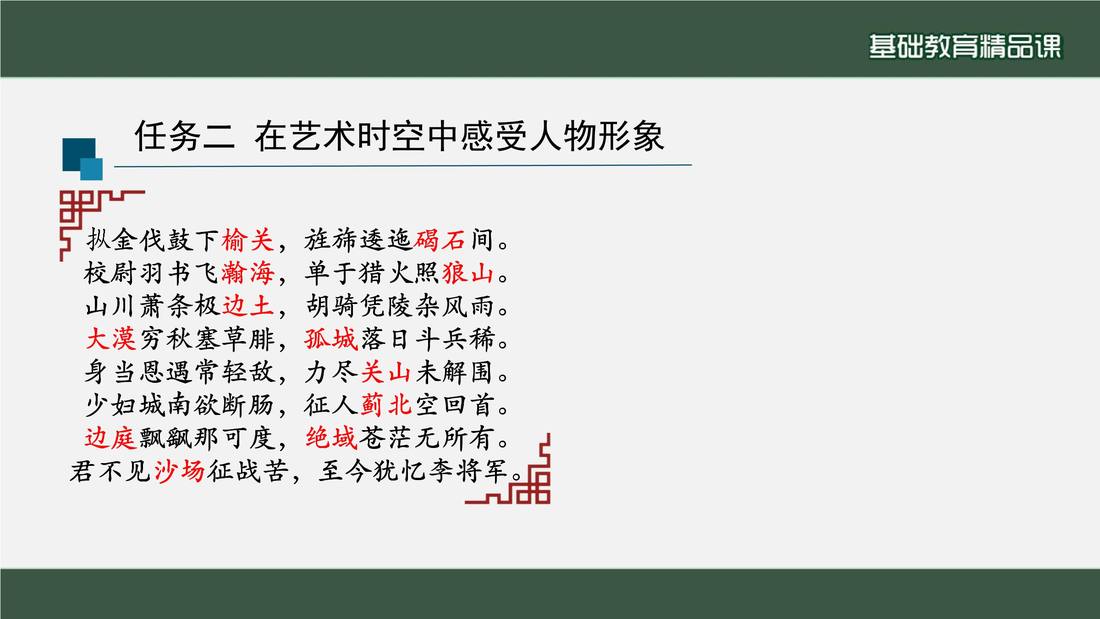 基础教育精品课
任务二 在艺术时空中感受人物形象
扒金伐鼓下榆关，旌旆逶迤碣石间。
校尉羽书飞瀚海，单于猎火照狼山。
山川萧条极边土，胡骑凭陵杂风雨。
大漠穷秋塞草腓，孤城落日斗兵稀。
身当恩遇常轻敌，力尽关山未解围。
少妇城南欲断肠，征人蓟北空回首。
边庭飘飖那可度，绝域苍茫无所有。
君不见沙场征战苦，至今犹忆李将军。